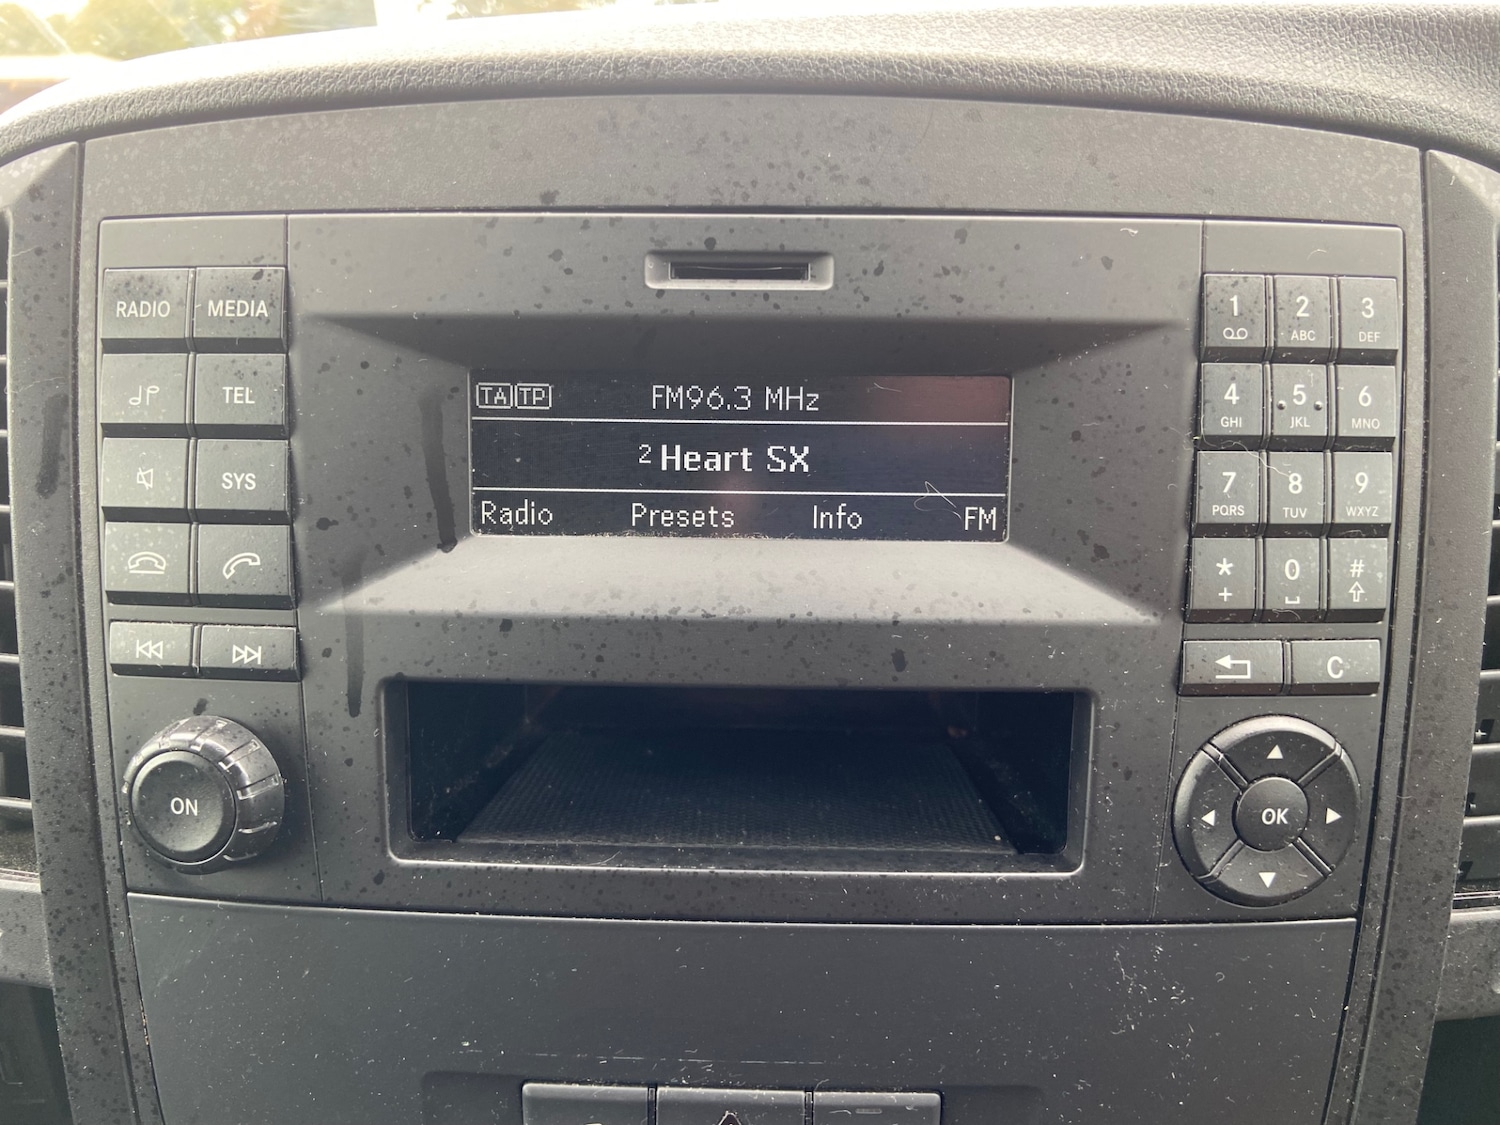 RADIO MEDIA
TEL
SYS
ON
TA TP FM96.3 MHz
2 Heart SX
Radio Presets Info FM
1 2 3
ABC DEF
4 5 6
GHI JKL MNO
7 8 9
PQRS TUV WXYZ
* 0 #
+
C
OK